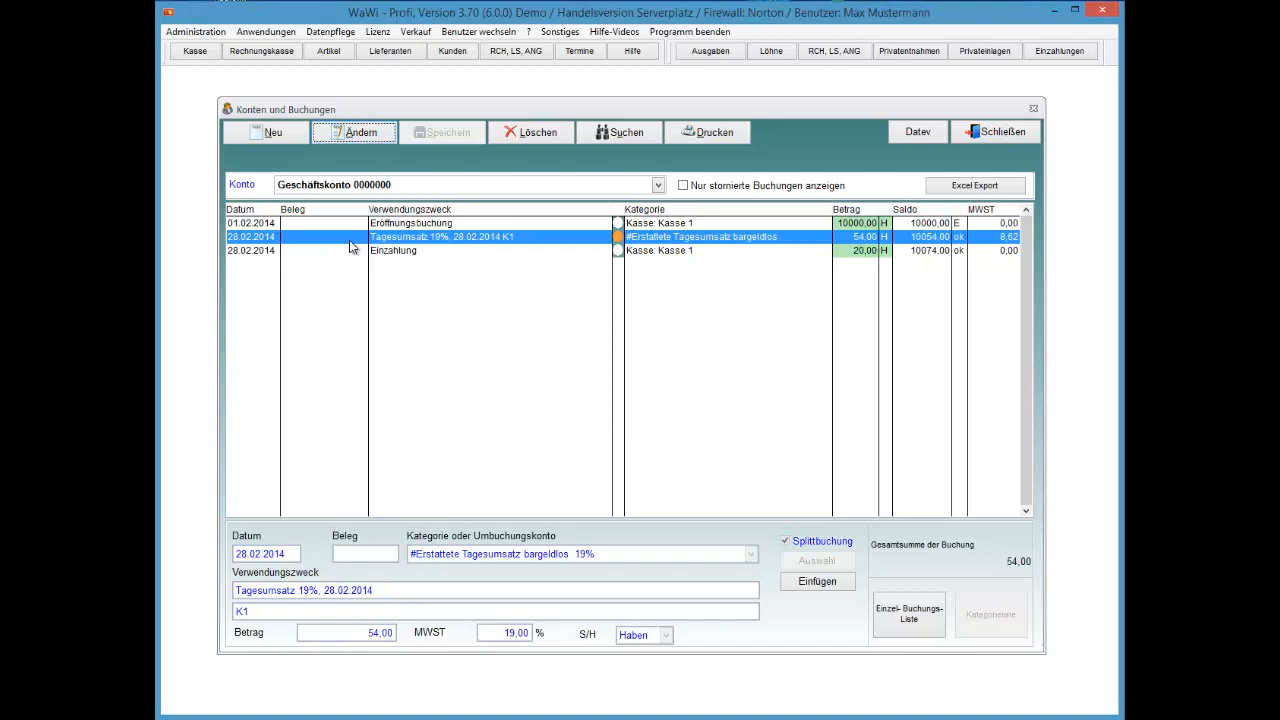 WaWi - Profi, Version 3.70 (6.0.0) Demo / Handelsversion Serverplatz / Firewall: Norton / Benutzer: Max Mustermann
Administration Anwendungen Datenpflege Lizenz Verkauf Benutzer wechseln ? Sonstiges Hilfe-Videos Programm beenden
Kasse Rechnungskasse Artikel Lieferanten Kunden RCH, LS, ANG Termine Hilfe Ausgaben Löhne RCH, LS, ANG Privatentnahmen Privateinlagen Einzahlungen
Konten und Buchungen
Neu Ändern Speichern Löschen Suchen Drucken Datev Schließen
Konto Geschäftskonto 0000000 Nur stornierte Buchungen anzeigen Excel Export
Datum Beleg Verwendungszweck Kategorie Betrag Saldo MWST
01.02.2014 Eröffnungsbuchung Kasse: Kasse 1 10000,00 H 10000,00 E 0,00
28.02.2014 Tagesumsatz 19%, 28.02.2014 K1 #Erstattete Tagesumsatz bargeldlos 54,00 H 10054,00 ok 8,62
28.02.2014 Einzahlung Kasse: Kasse 1 20,00 H 10074,00 ok 0,00
Datum Beleg Kategorie oder Umbuchungskonto Splittbuchung Gesamtsumme der Buchung
28.02.2014 #Erstattete Tagesumsatz bargeldlos 19% Auswahl 54,00
Verwendungszweck Einfügen
Tagesumsatz 19%, 28.02.2014
K1
Einzel- Buchungs-
Liste
Kategorieliste
Betrag 54,00 MWST 19,00 % S/H Haben